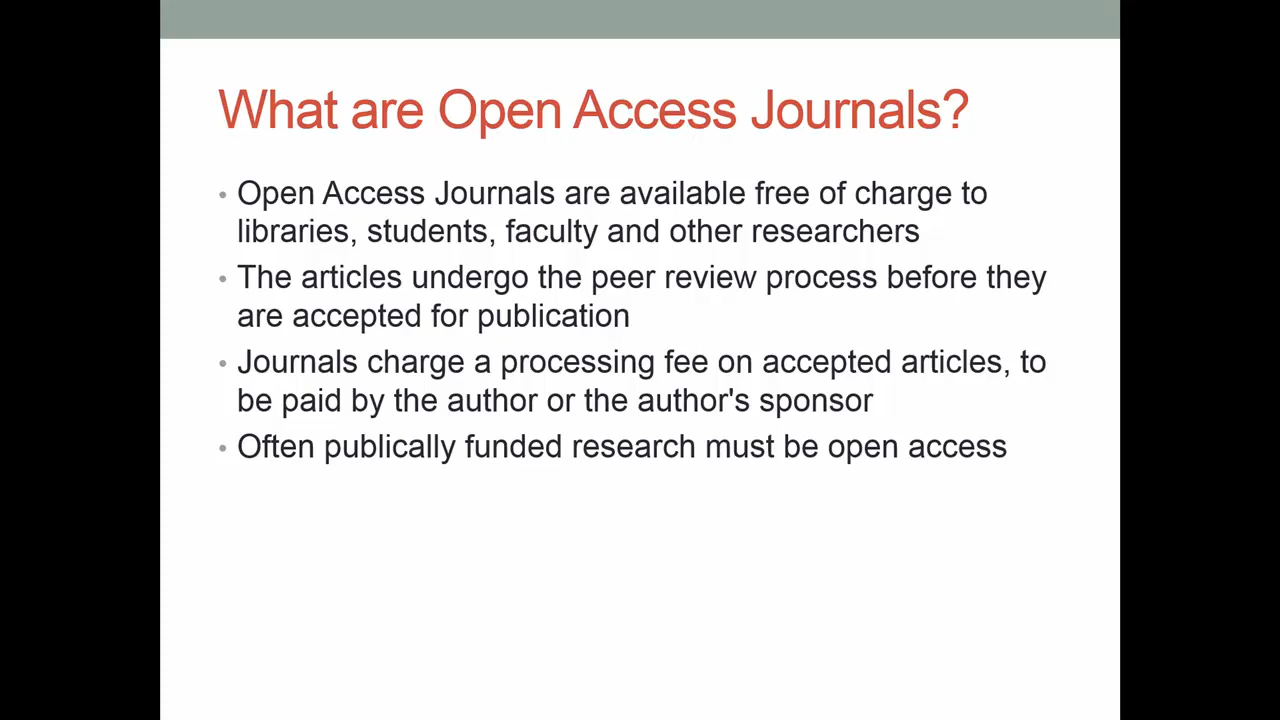 What are Open Access Journals?
• Open Access Journals are available free of charge to
libraries, students, faculty and other researchers
• The articles undergo the peer review process before they
are accepted for publication
• Journals charge a processing fee on accepted articles, to
be paid by the author or the author's sponsor
• Often publically funded research must be open access